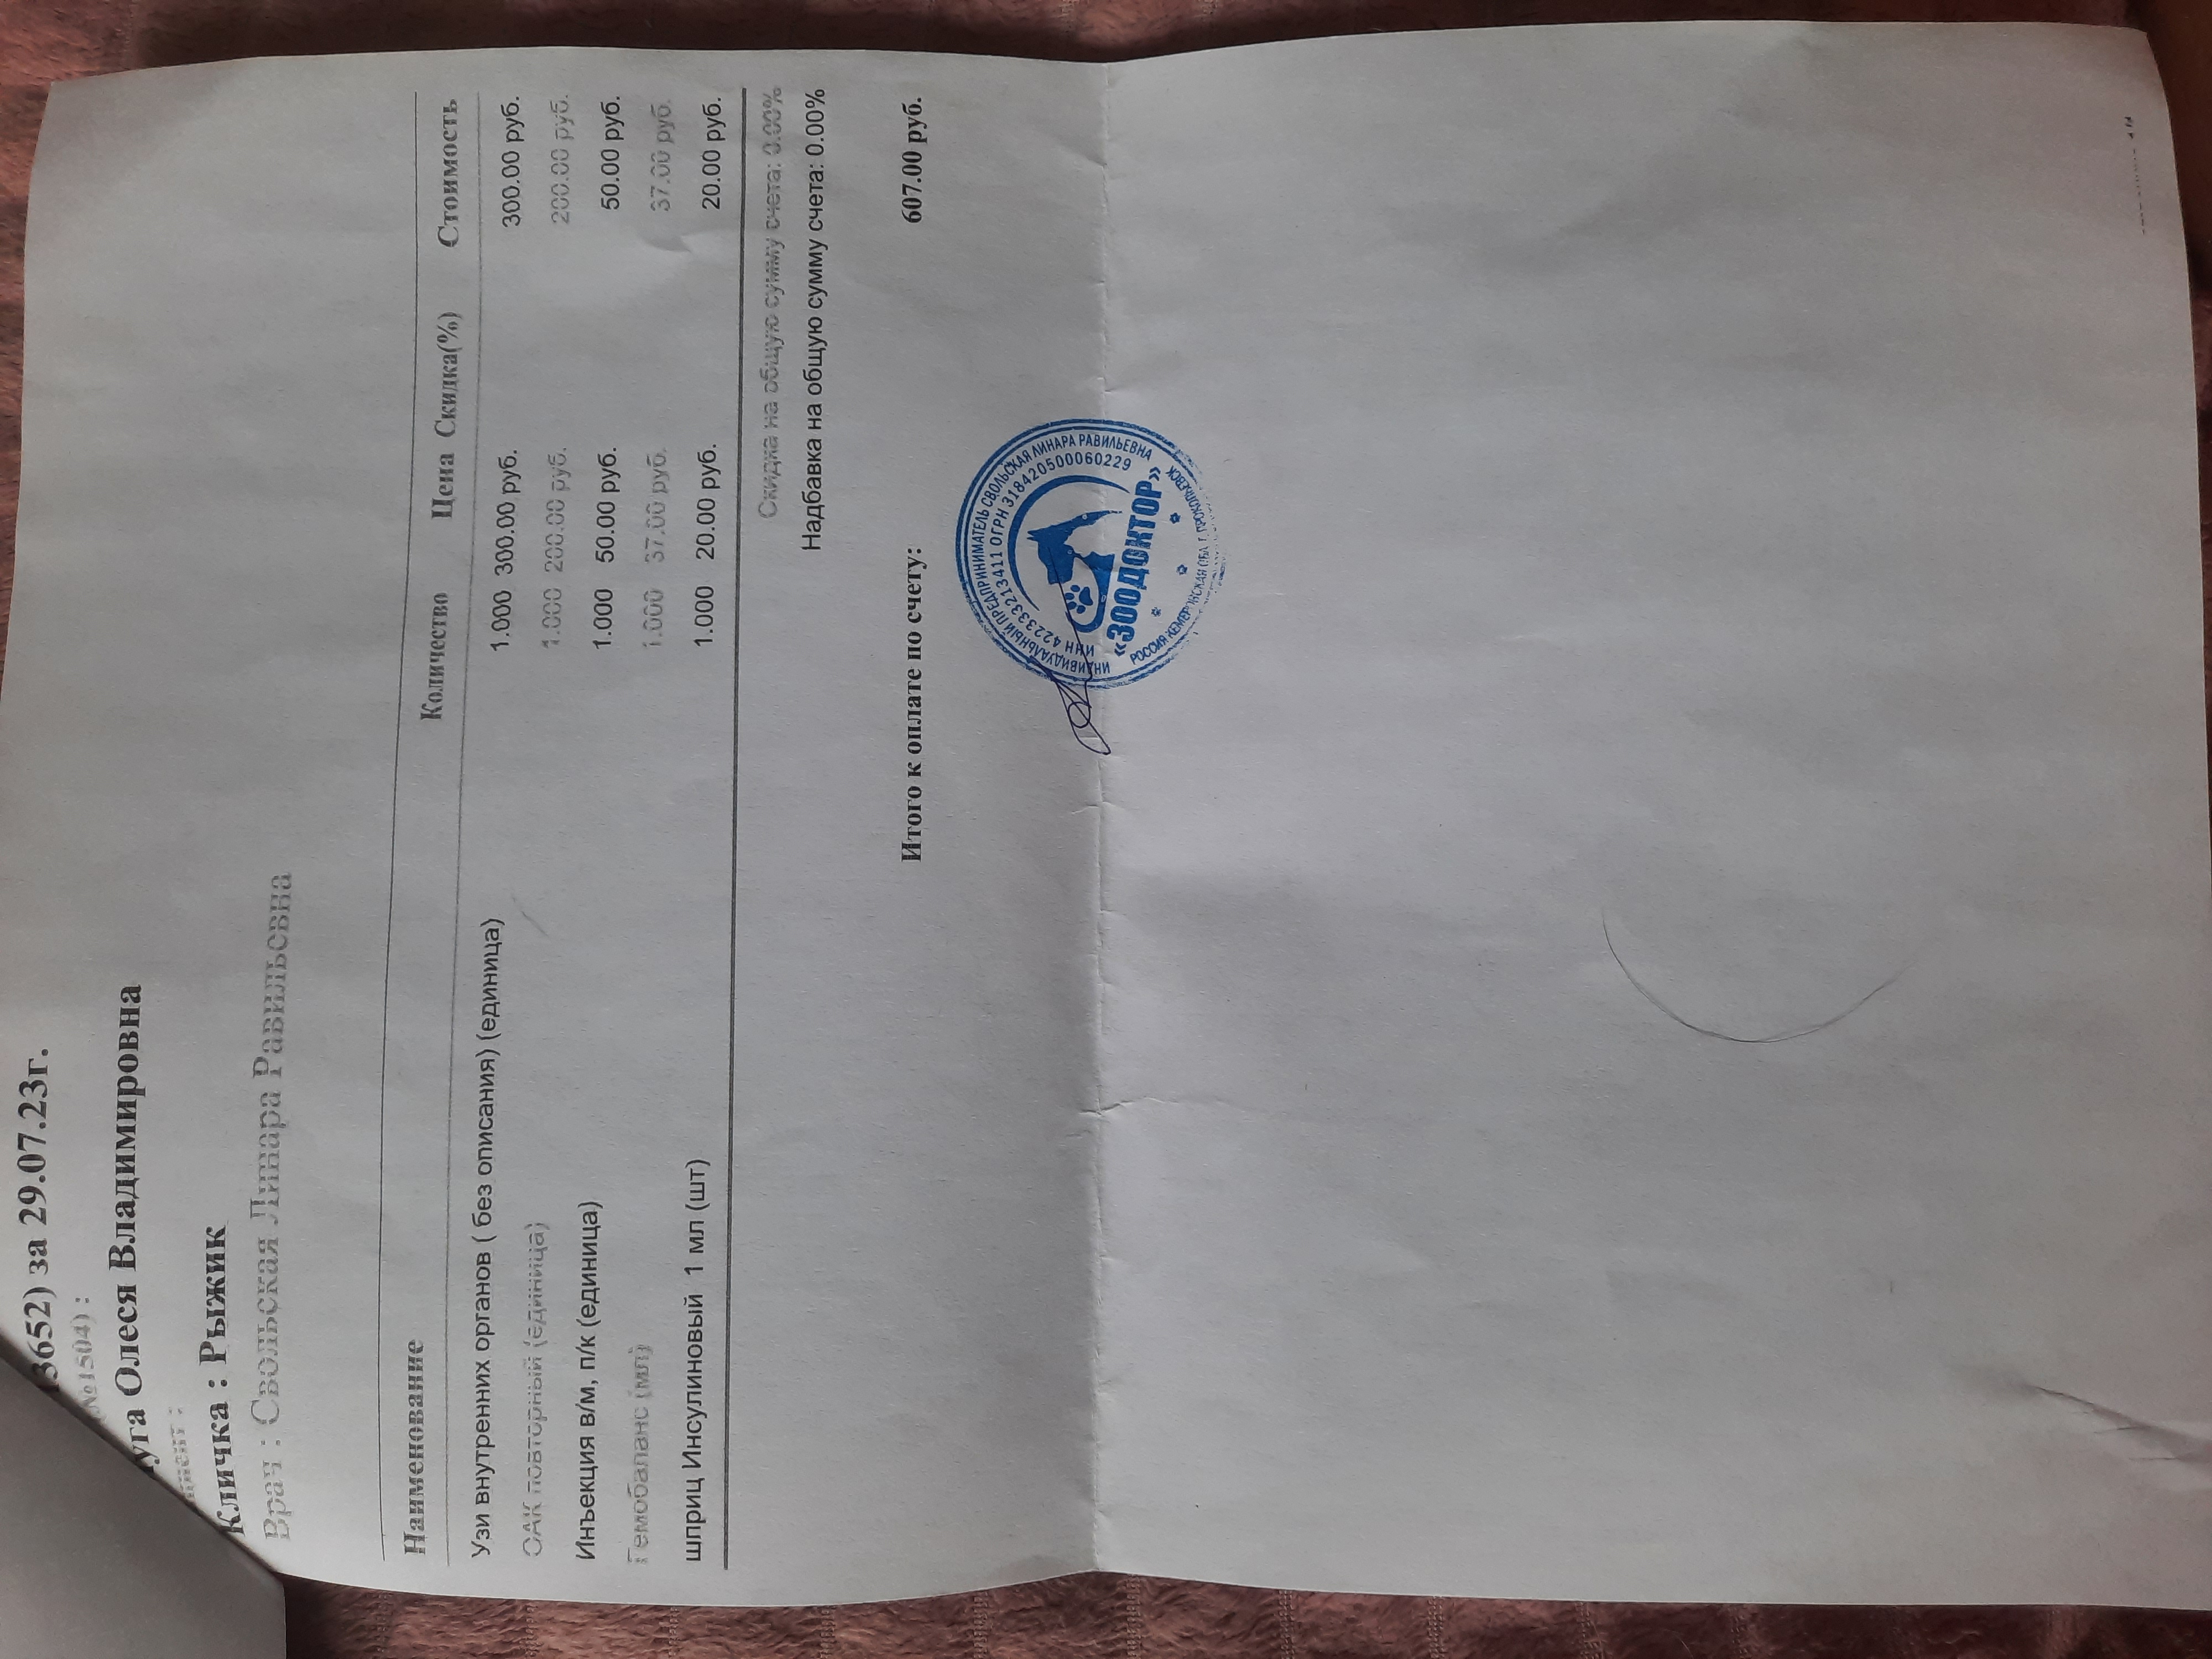 3652) за 29.07.23г.
№1504) :
Олеся Владимировна
Кличка : Рыжик
Врач : Свольская Линара Равильевна
Наименование Количество Цена Скидка(%) Стоимость
Узи внутренних органов ( без описания) (единица) 1.000 300.00 руб. 300.00 руб.
ОАК повторный (единица) 1.000 200.00 руб. 200.00 руб.
Инъекция в/м, п/к (единица) 1.000 50.00 руб. 50.00 руб.
Гемобаланс (мл) 1.000 37.00 руб. 37.00 руб.
шприц Инсулиновый 1 мл (шт) 1.000 20.00 руб. 20.00 руб.
Скидка на общую сумму счета: 0.00%
Надбавка на общую сумму счета: 0.00%
Итого к оплате по счету: 607.00 руб.
ИНДИВИДУАЛЬНЫЙ ПРЕДПРИНИМАТЕЛЬ СВОЛЬСКАЯ ЛИНАРА РАВИЛЬЕВНА
ИНН 422333213411 ОГРН 318420500060229
«ЗООДОКТОР»
РОССИЯ КЕМЕРОВСКАЯ ОБЛ. Г. ПРОКОПЬЕВСК